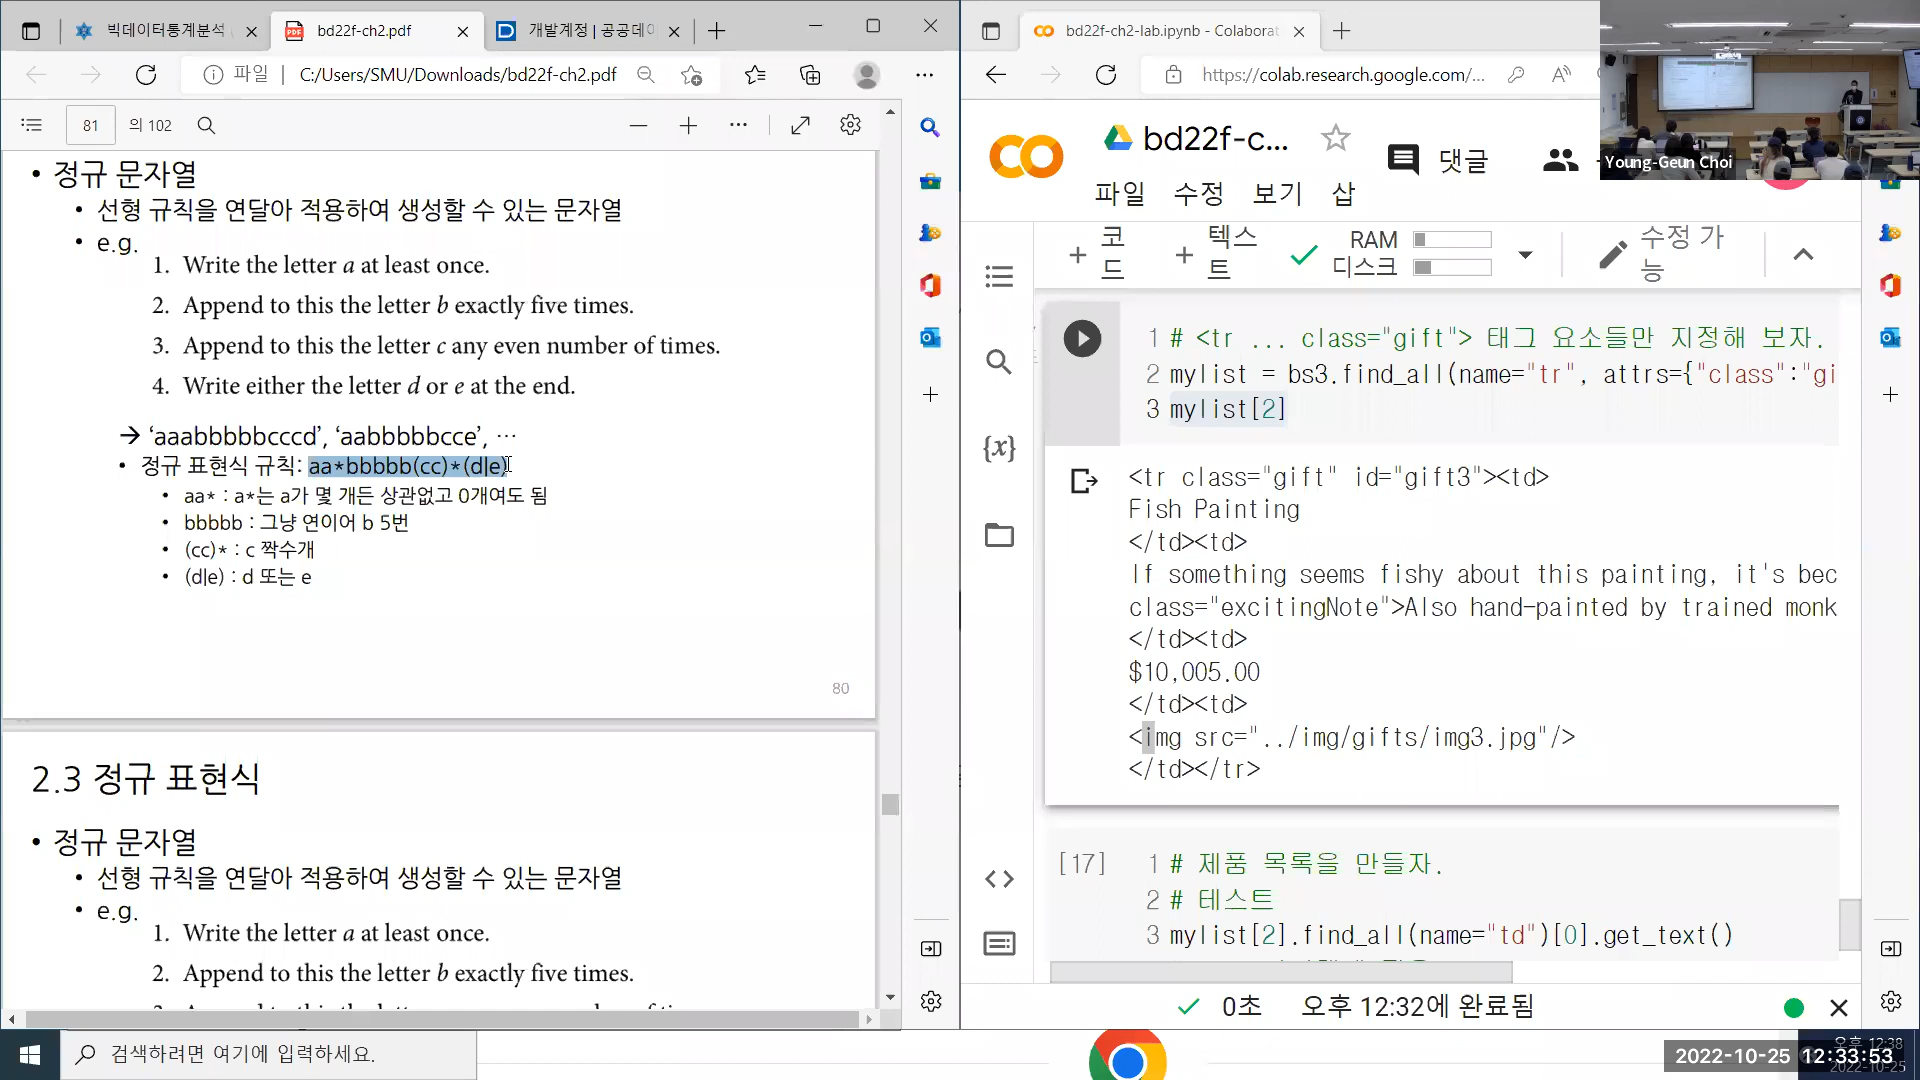 빅데이터통계분석
bd22f-ch2.pdf
개발계정 | 공공데이
파일
C:/Users/SMU/Downloads/bd22f-ch2.pdf
81
의 102
• 정규 문자열
• 선형 규칙을 연달아 적용하여 생성할 수 있는 문자열
• e.g.
1. Write the letter a at least once.
2. Append to this the letter b exactly five times.
3. Append to this the letter c any even number of times.
4. Write either the letter d or e at the end.
→ ‘aaabbbbbcccd’, ‘aabbbbbcce’, ⋯
• 정규 표현식 규칙: aa*bbbbb(cc)*(d|e)
• aa* : a*는 a가 몇 개든 상관없고 0개여도 됨
• bbbbb : 그냥 연이어 b 5번
• (cc)* : c 짝수개
• (d|e) : d 또는 e
80
2.3 정규 표현식
• 정규 문자열
• 선형 규칙을 연달아 적용하여 생성할 수 있는 문자열
• e.g.
1. Write the letter a at least once.
2. Append to this the letter b exactly five times.
검색하려면 여기에 입력하세요.
bd22f-ch2-lab.ipynb - Colaborat
https://colab.research.google.com/...
Young-Geun Choi
bd22f-c...
댓글
파일 수정 보기 삽
+ 코드
+ 텍스트
RAM
디스크
수정 가능
1 # <tr ... class="gift"> 태그 요소들만 지정해 보자.
2 mylist = bs3.find_all(name="tr", attrs={"class":"gi
3 mylist[2]
<tr class="gift" id="gift3"><td>
Fish Painting
</td><td>
If something seems fishy about this painting, it's bec
class="excitingNote">Also hand-painted by trained monk
</td><td>
$10,005.00
</td><td>
<img src="../img/gifts/img3.jpg"/>
</td></tr>
[17]
1 # 제품 목록을 만들자.
2 # 테스트
3 mylist[2].find_all(name="td")[0].get_text()
0초 오후 12:32에 완료됨
오후 12:38
2022-10-25 12:33:53
2022-10-25